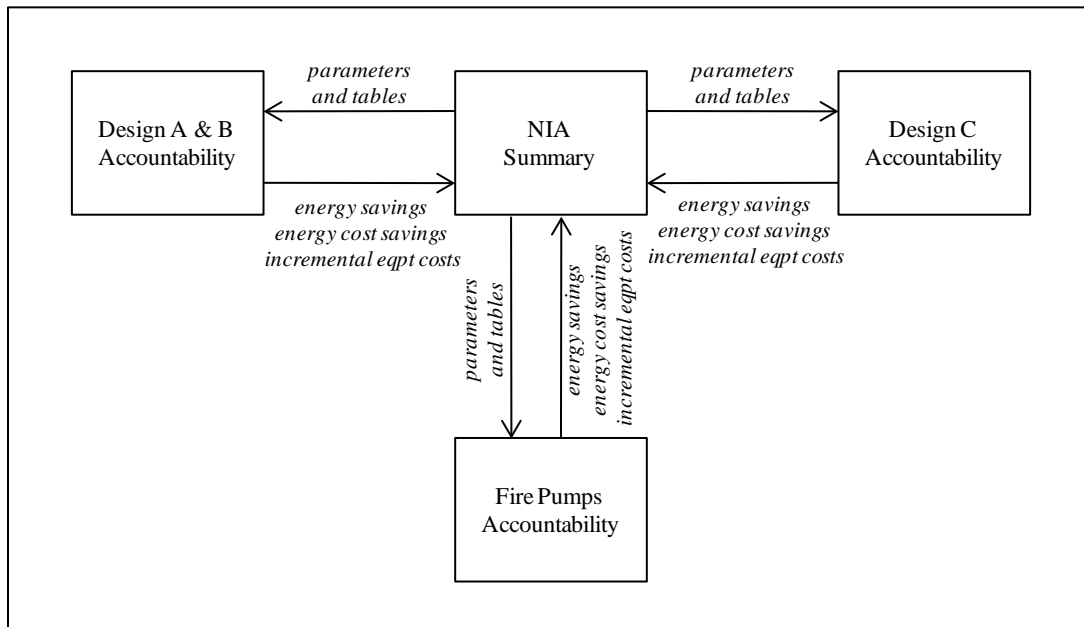 parameters
and tables
parameters
and tables
Design A & B
Accountability
NIA
Summary
Design C
Accountability
energy savings
energy cost savings
incremental eqpt costs
energy savings
energy cost savings
incremental eqpt costs
parameters
and tables
energy savings
energy cost savings
incremental eqpt costs
Fire Pumps
Accountability